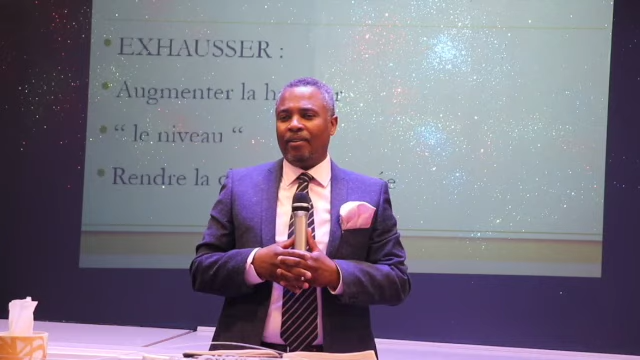 • EXHAUSSER :
• Augmenter la
• “ le niveau “
• Rendre la